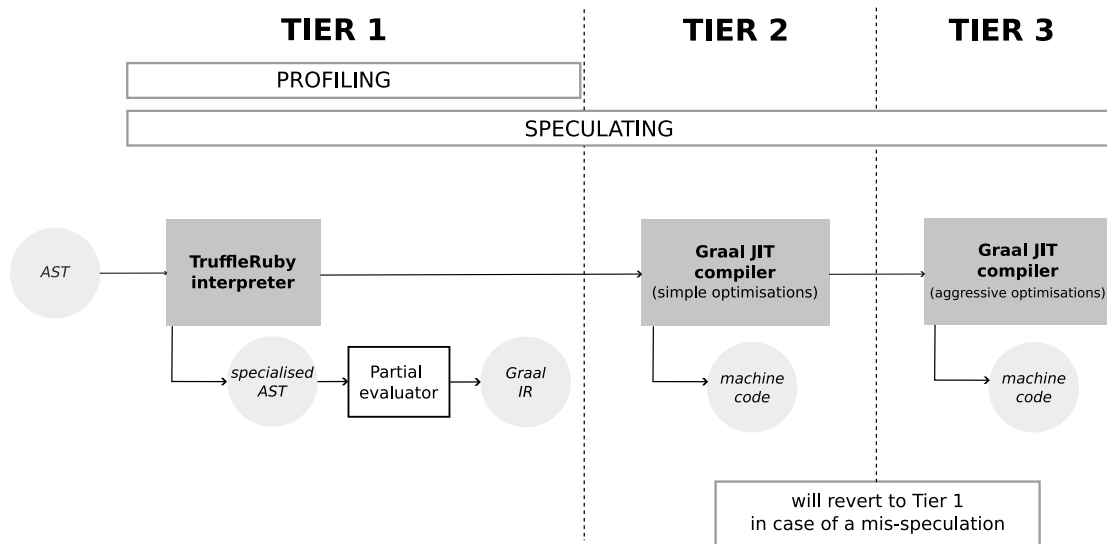 TIER 1
TIER 2
TIER 3
PROFILING
SPECULATING
AST
TruffleRuby
interpreter
Graal JIT
compiler
(simple optimisations)
Graal JIT
compiler
(aggressive optimisations)
specialised
AST
Partial
evaluator
Graal
IR
machine
code
machine
code
will revert to Tier 1
in case of a mis-speculation